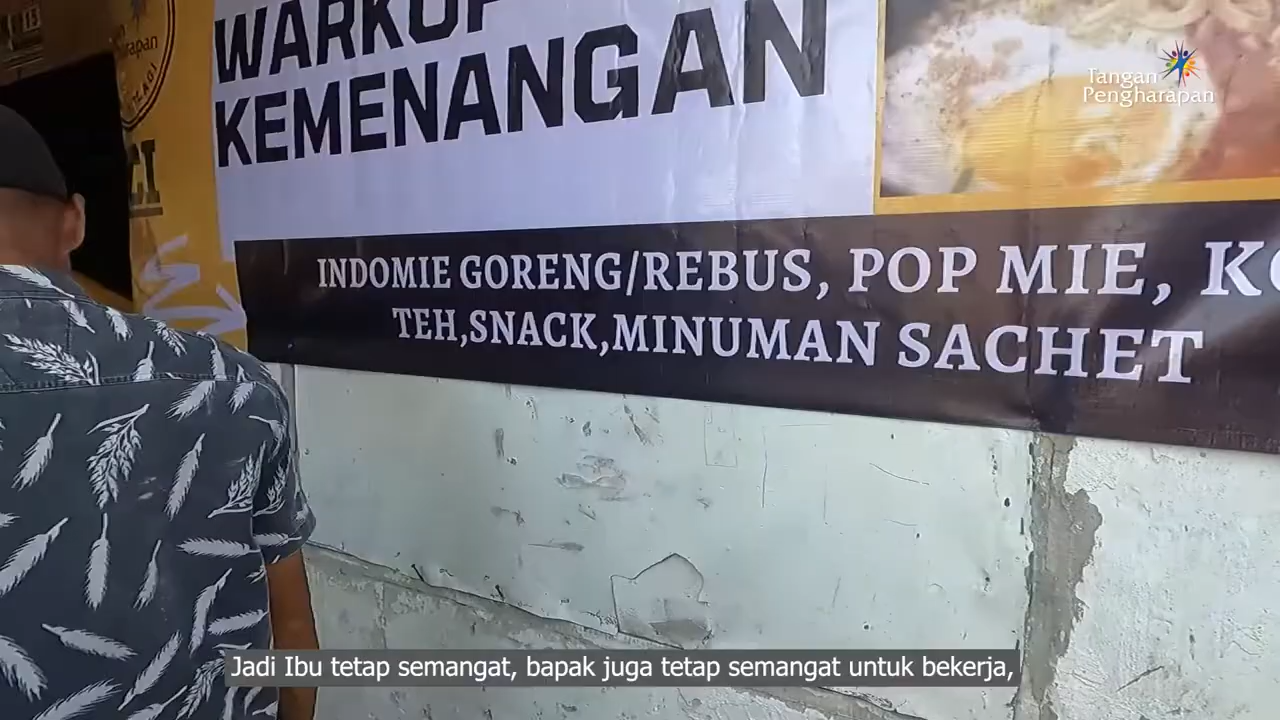 WARKOP
KEMENANGAN
Tangan
Pengharapan
INDOMIE GORENG/REBUS, POP MIE,
TEH,SNACK,MINUMAN SACHET
Jadi Ibu tetap semangat, bapak juga tetap semangat untuk bekerja,